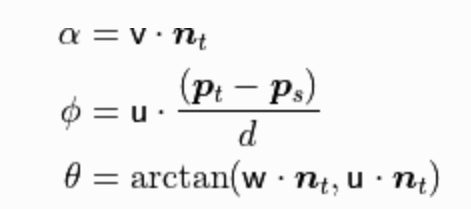 α = v · n_t
ϕ = u · (p_t − p_s) / d
θ = arctan(w · n_t, u · n_t)